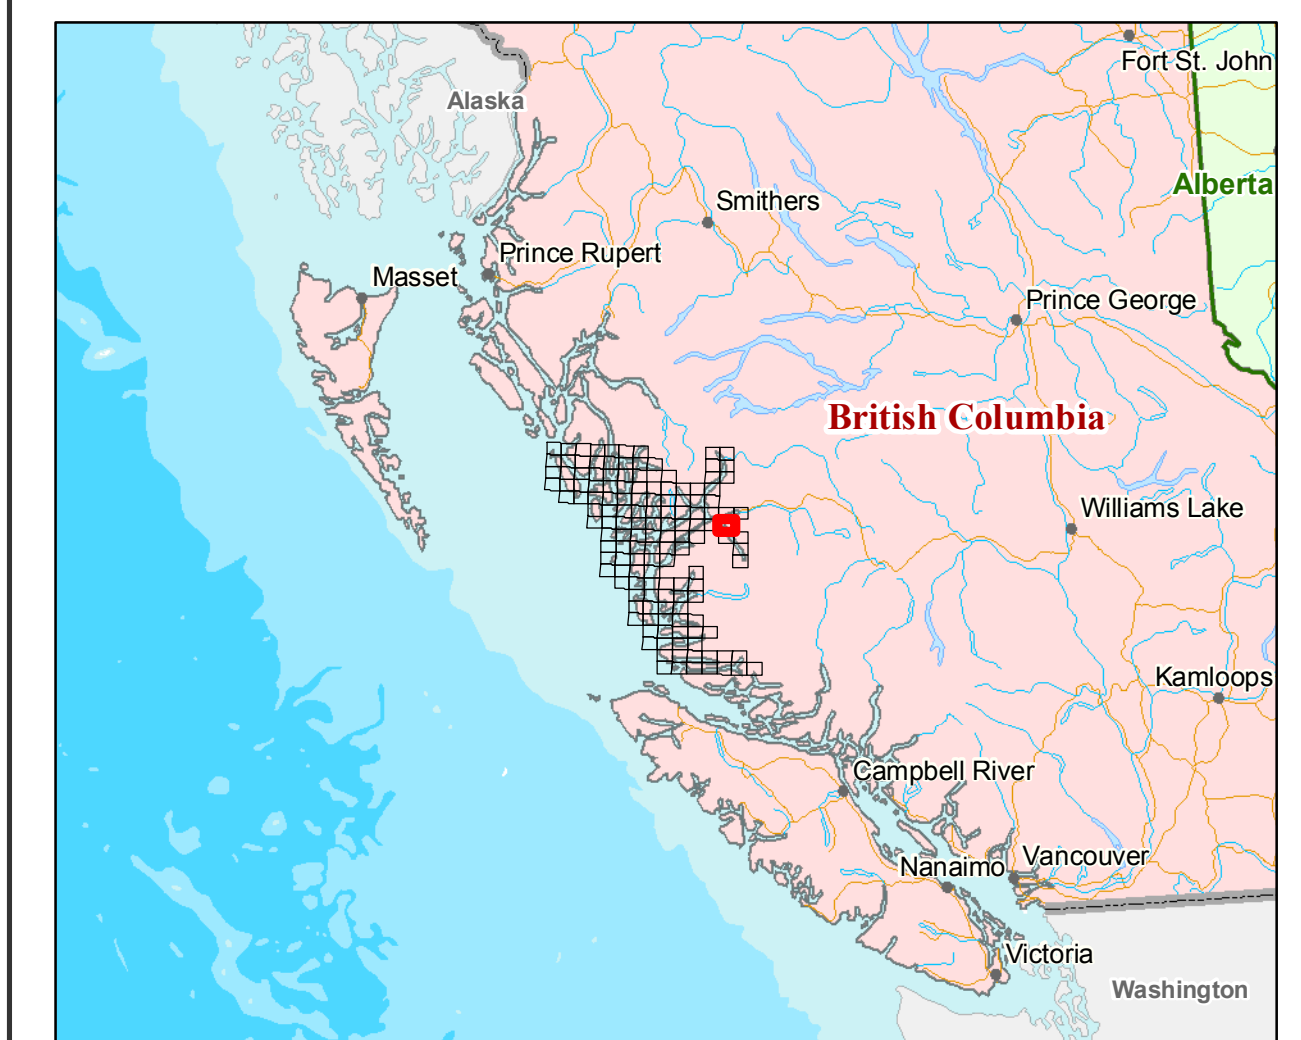 Fort St. John
Alaska
Alberta
Smithers
Prince Rupert
Masset
Prince George
British Columbia
Williams Lake
Kamloops
Campbell River
Vancouver
Nanaimo
Victoria
Washington